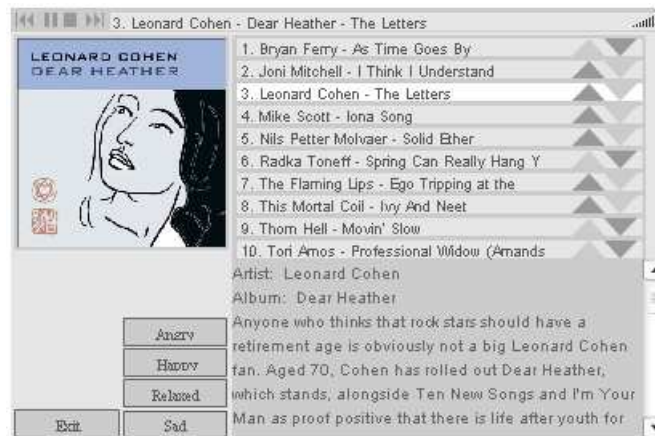 3. Leonard Cohen - Dear Heather - The Letters
LEONARD COHEN
DEAR HEATHER
1. Bryan Ferry - As Time Goes By
2. Joni Mitchell - I Think I Understand
3. Leonard Cohen - The Letters
4. Mike Scott - Iona Song
5. Nils Petter Molvaer - Solid Ether
6. Radka Toneff - Spring Can Really Hang Y
7. The Flaming Lips - Ego Tripping at the
8. This Mortal Coil - Ivy And Neet
9. Thorn Hell - Movin' Slow
10. Tori Amos - Professional Widow (Amands
Artist: Leonard Cohen
Album: Dear Heather
Anyone who thinks that rock stars should have a
retirement age is obviously not a big Leonard Cohen
fan. Aged 70, Cohen has rolled out Dear Heather,
which stands, alongside Ten New Songs and I'm Your
Man as proof positive that there is life after youth for
Angry
Happy
Relaxed
Sad
Exit